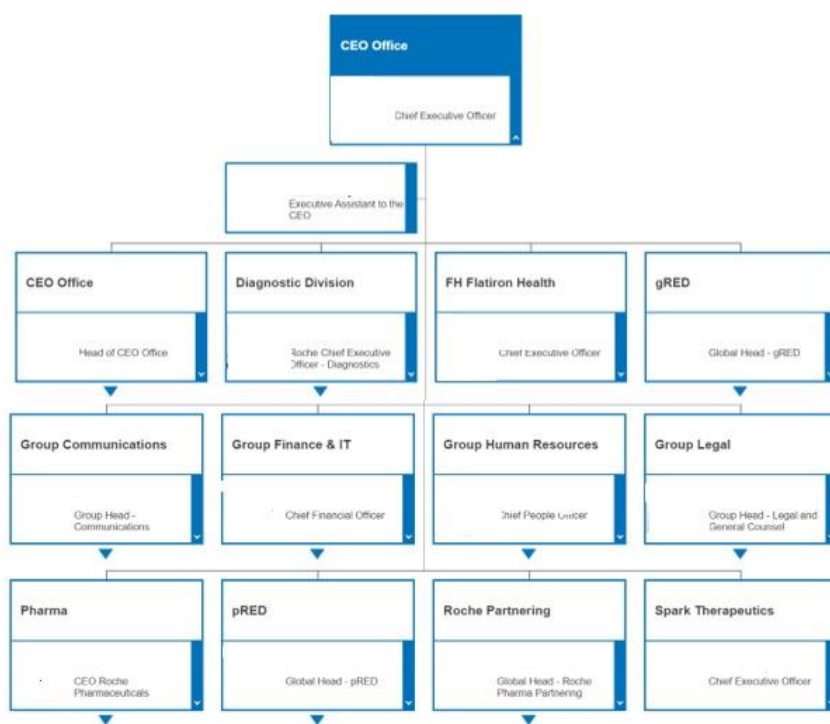 CEO Office
Chief Executive Officer
Executive Assistant to the
CEO
CEO Office
Head of CEO Office
Diagnostic Division
Roche Chief Executive
Officer - Diagnostics
FH Flatiron Health
Chief Executive Officer
gRED
Global Head - gRED
Group Communications
Group Head -
Communications
Group Finance & IT
Chief Financial Officer
Group Human Resources
Chief People Officer
Group Legal
Group Head - Legal and
General Counsel
Pharma
CEO Roche
Pharmaceuticals
pRED
Global Head - pRED
Roche Partnering
Global Head - Roche
Pharma Partnering
Spark Therapeutics
Chief Executive Officer